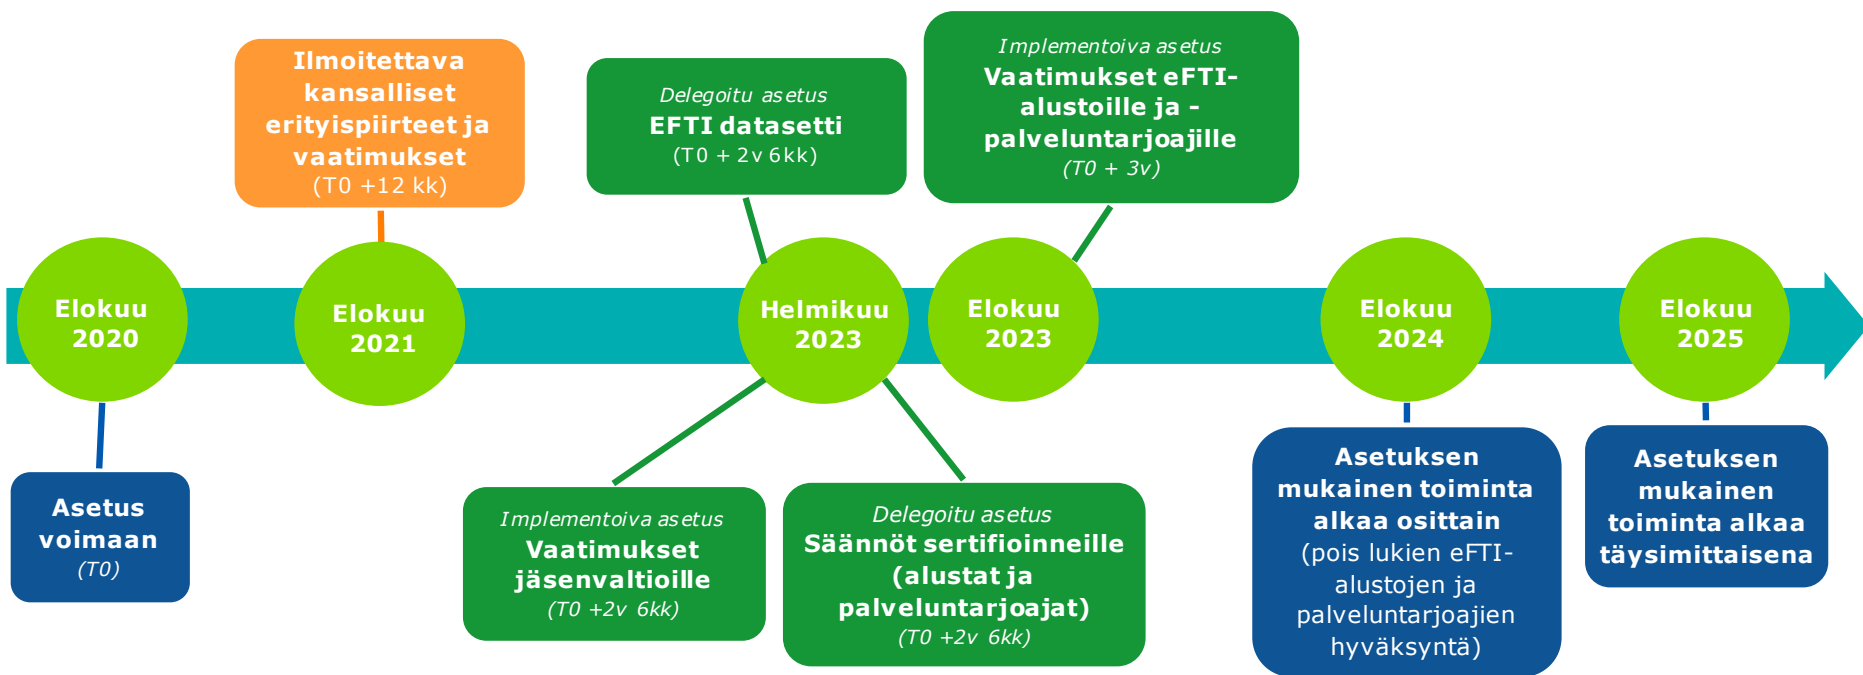 Ilmoitettava
kansalliset
erityispiirteet ja
vaatimukset
(T0 +12 kk)
Delegoitu asetus
EFTI datasetti
(T0 + 2v 6kk)
Implementoiva asetus
Vaatimukset eFTI-
alustoille ja -
palveluntarjoajille
(T0 + 3v)
Elokuu
2020
Elokuu
2021
Helmikuu
2023
Elokuu
2023
Elokuu
2024
Elokuu
2025
Asetus
voimaan
(T0)
Implementoiva asetus
Vaatimukset
jäsenvaltioille
(T0 +2v 6kk)
Delegoitu asetus
Säännöt sertifioinneille
(alustat ja
palveluntarjoajat)
(T0 +2v 6kk)
Asetuksen
mukainen toiminta
alkaa osittain
(pois lukien eFTI-
alustojen ja
palveluntarjoajien
hyväksyntä)
Asetuksen
mukainen
toiminta alkaa
täysimittaisena